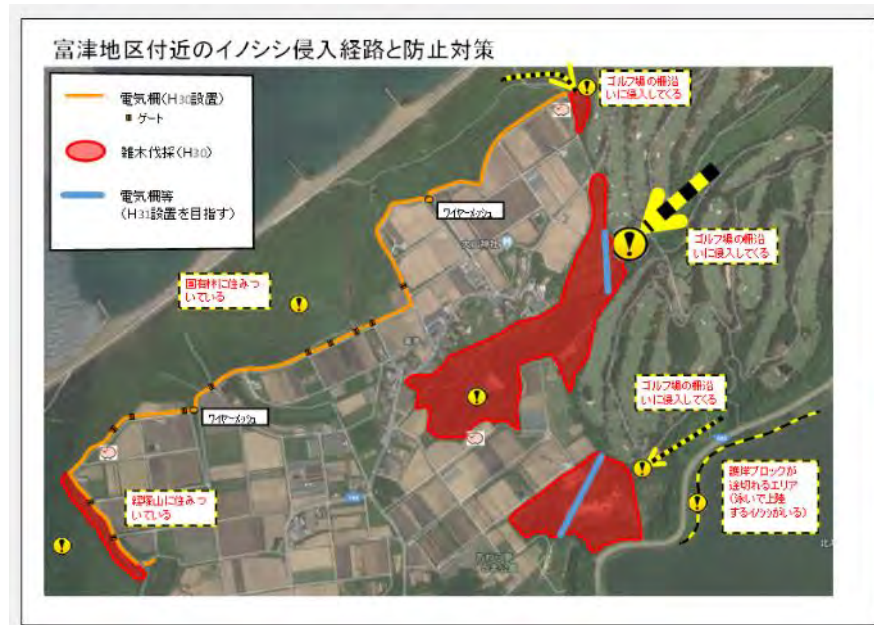 富津地区付近のイノシシ侵入経路と防止対策
電気柵(H30設置)
ゲート
雑木伐採(H30)
電気柵等
(H31設置を目指す)
ゴルフ場の柵沿
いに侵入してくる
ワイヤーメッシュ
ゴルフ場の柵沿
いに侵入してくる
国有林に住みつ
いている
ゴルフ場の柵沿
いに侵入してくる
ワイヤーメッシュ
護岸ブロックが
途切れるエリア
(泳いで上陸
するイノシシがいる)
経塚山に住みつ
いている